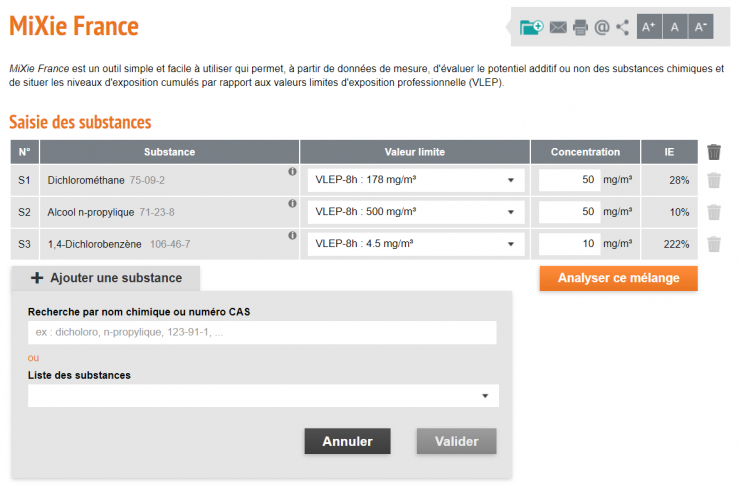 MiXie France
A+ A A-
MiXie France est un outil simple et facile à utiliser qui permet, à partir de données de mesure, d'évaluer le potentiel additif ou non des substances chimiques et
de situer les niveaux d'exposition cumulés par rapport aux valeurs limites d'exposition professionnelle (VLEP).
Saisie des substances
N° Substance Valeur limite Concentration IE
S1 Dichlorométhane 75-09-2 VLEP-8h : 178 mg/m³ 50 mg/m³ 28%
S2 Alcool n-propylique 71-23-8 VLEP-8h : 500 mg/m³ 50 mg/m³ 10%
S3 1,4-Dichlorobenzène 106-46-7 VLEP-8h : 4.5 mg/m³ 10 mg/m³ 222%
+ Ajouter une substance Analyser ce mélange
Recherche par nom chimique ou numéro CAS
ex : dicholoro, n-propylique, 123-91-1, ...
ou
Liste des substances
Annuler Valider